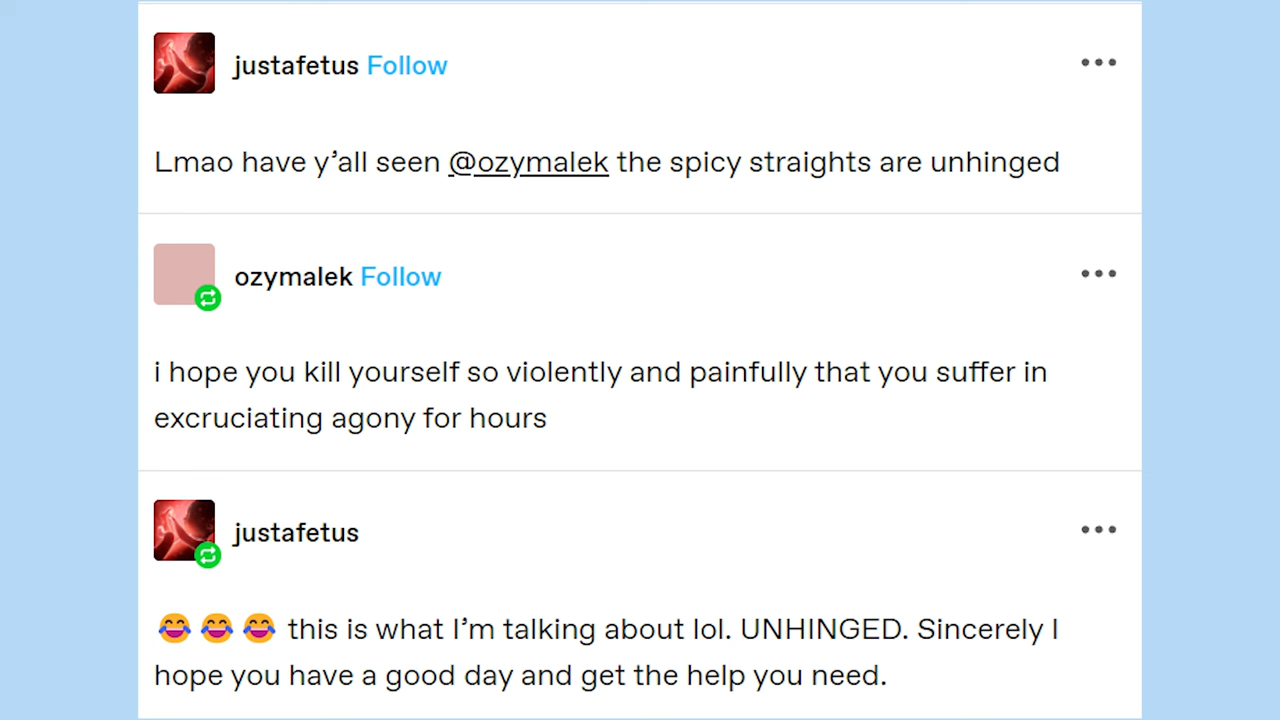 justafetus Follow
Lmao have y’all seen @ozymalek the spicy straights are unhinged
ozymalek Follow
i hope you kill yourself so violently and painfully that you suffer in
excruciating agony for hours
justafetus
😂 😂 😂 this is what I’m talking about lol. UNHINGED. Sincerely I
hope you have a good day and get the help you need.